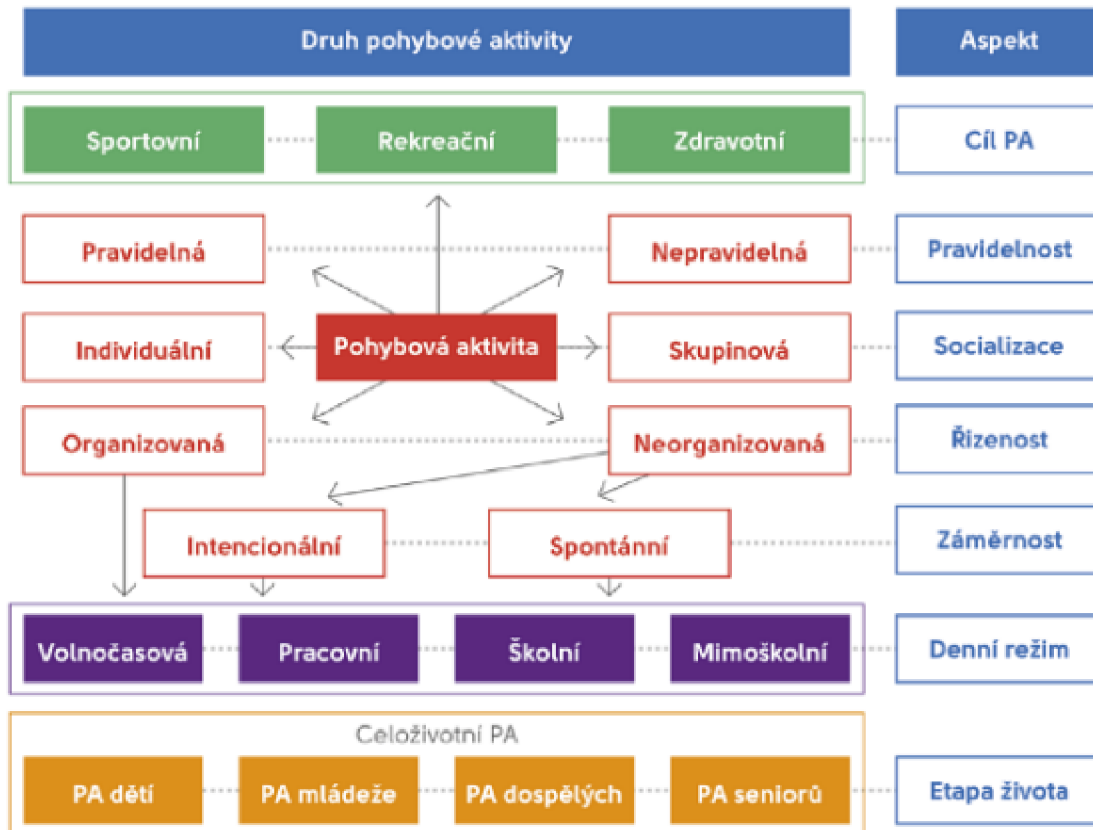 Druh pohybové aktivity Aspekt
Sportovní Rekreační Zdravotní Cíl PA
Pravidelná Nepravidelná Pravidelnost
Individuální Pohybová aktivita Skupinová Socializace
Organizovaná Neorganizovaná Řizenost
Intencionální Spontánní Záměrnost
Volnočasová Pracovní Školní Mimoškolní Denní režim
Celoživotní PA
PA dětí PA mládeže PA dospělých PA seniorů Etapa života